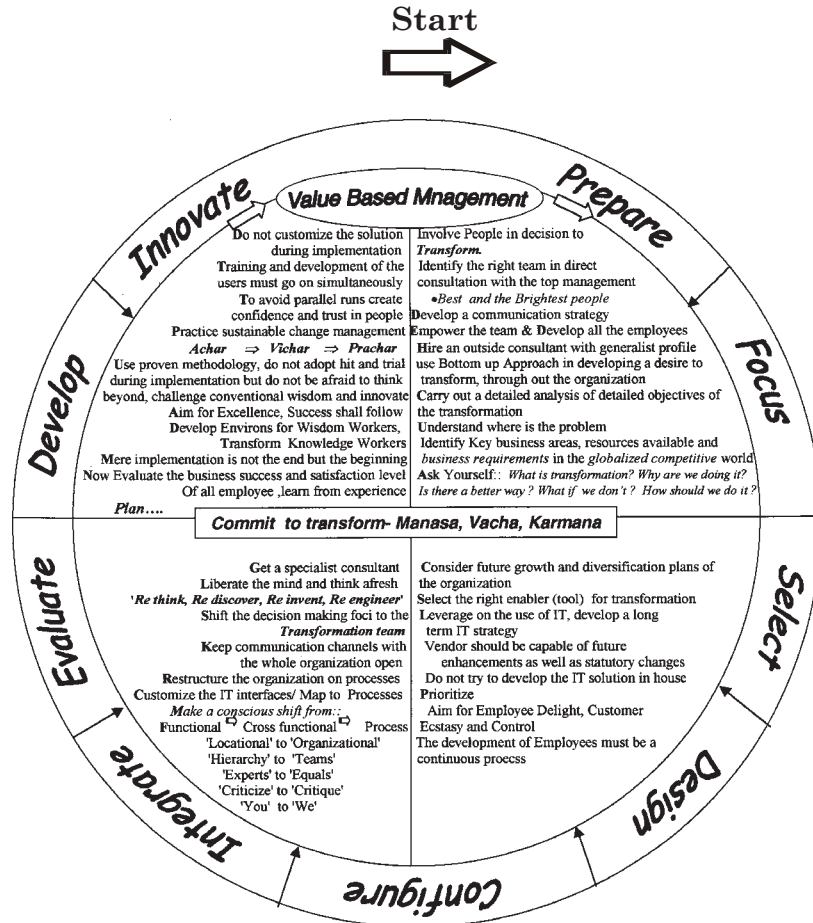 Start
Value Based Mnagement
Prepare
Focus
Select
Design
Configure
Integrate
Evaluate
Develop
Innovate
Involve People in decision to
Transform.
Identify the right team in direct
consultation with the top management
•Best and the Brightest people
Develop a communication strategy
Empower the team & Develop all the employees
Hire an outside consultant with generalist profile
use Bottom up Approach in developing a desire to
transform, through out the organization
Carry out a detailed analysis of detailed objectives of
the transformation
Understand where is the problem
Identify Key business areas, resources available and
business requirements in the globalized competitive world
Ask Yourself:: What is transformation? Why are we doing it?
Is there a better way ? What if we don't ? How should we do it ?
Commit to transform- Manasa, Vacha, Karmana
Consider future growth and diversification plans of
the organization
Select the right enabler (tool) for transformation
Leverage on the use of IT, develop a long
term IT strategy
Vendor should be capable of future
enhancements as well as statutory changes
Do not try to develop the IT solution in house
Prioritize
Aim for Employee Delight, Customer
Ecstasy and Control
The development of Employees must be a
continuous proecss
Get a specialist consultant
Liberate the mind and think afresh
'Re think, Re discover, Re invent, Re engineer'
Shift the decision making foci to the
Transformation team
Keep communication channels with
the whole organization open
Restructure the organization on processes
Customize the IT interfaces/ Map to Processes
Make a conscious shift from::
Functional ⇨ Cross functional ⇨ Process
'Locational' to 'Organizational'
'Hierarchy' to 'Teams'
'Experts' to 'Equals'
'Criticize' to 'Critique'
'You' to 'We'
Do not customize the solution
during implementation
Training and development of the
users must go on simultaneously
To avoid parallel runs create
confidence and trust in people
Practice sustainable change management
Achar ⇒ Vichar ⇒ Prachar
Use proven methodology, do not adopt hit and trial
during implementation but do not be afraid to think
beyond, challenge conventional wisdom and innovate
Aim for Excellence, Success shall follow
Develop Environs for Wisdom Workers,
Transform Knowledge Workers
Mere implementation is not the end but the beginning
Now Evaluate the business success and satisfaction level
Of all employee ,learn from experience
Plan....